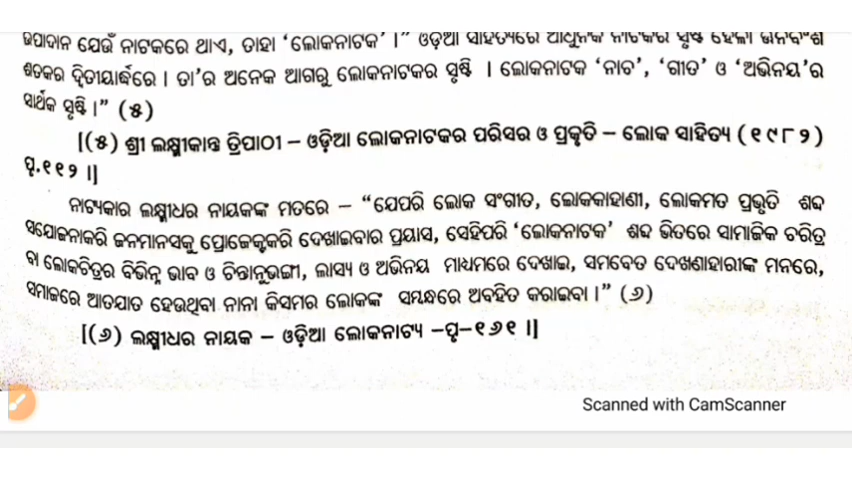 ଉପାଦାନ ଯେଉଁ ନାଟକରେ ଥାଏ, ତାହା ‘ଲୋକନାଟକ’ ।” ଓଡ଼ିଆ ସାହିତ୍ୟରେ ଆଧୁନିକ ନାଟକର ସୃଷ୍ଟି ହେଲା ଊନବିଂଶ
ଶତକର ଦ୍ବିତୀୟାର୍ଦ୍ଧରେ । ତା’ର ଅନେକ ଆଗରୁ ଲୋକନାଟକର ସୃଷ୍ଟି । ଲୋକନାଟକ ‘ନାଚ’, ‘ଗୀତ’ ଓ ‘ଅଭିନୟ’ର
ସାର୍ଥକ ସୃଷ୍ଟି ।” (୫)
[(୫) ଶ୍ରୀ ଲକ୍ଷ୍ମୀକାନ୍ତ ତ୍ରିପାଠୀ – ଓଡ଼ିଆ ଲୋକନାଟକର ପରିସର ଓ ପ୍ରକୃତି – ଲୋକ ସାହିତ୍ୟ (୧୯୮୨)
ପୃ.୧୧୨ ।]
ନାଟ୍ୟକାର ଲକ୍ଷ୍ମୀଧର ନାୟକଙ୍କ ମତରେ – “ଯେପରି ଲୋକ ସଂଗୀତ, ଲୋକକାହାଣୀ, ଲୋକମତ ପ୍ରଭୃତି ଶବ୍ଦ
ସଯୋଜନାକରି ଜନମାନସକୁ ପ୍ରୋଜେକ୍ଟକରି ଦେଖାଇବାର ପ୍ରୟାସ, ସେହିପରି ‘ଲୋକନାଟକ’ ଶବ୍ଦ ଭିତରେ ସାମାଜିକ ଚରିତ୍ର
ବା ଲୋକଚିତ୍ରର ବିଭିନ୍ନ ଭାବ ଓ ଚିନ୍ତାନୁଭଙ୍ଗୀ, ଲାସ୍ୟ ଓ ଅଭିନୟ ମାଧ୍ୟମରେ ଦେଖାଇ, ସମବେତ ଦେଖଣାହାରୀଙ୍କ ମନରେ,
ସମାଜରେ ଆତଯାତ ହେଉଥିବା ନାନା କିସମର ଲୋକଙ୍କ ସମ୍ବନ୍ଧରେ ଅବହିତ କରାଇବା ।” (୬)
[(୬) ଲକ୍ଷ୍ମୀଧର ନାୟକ – ଓଡ଼ିଆ ଲୋକନାଟ୍ୟ –ପୃ–୧୬୧ ।]
Scanned with CamScanner